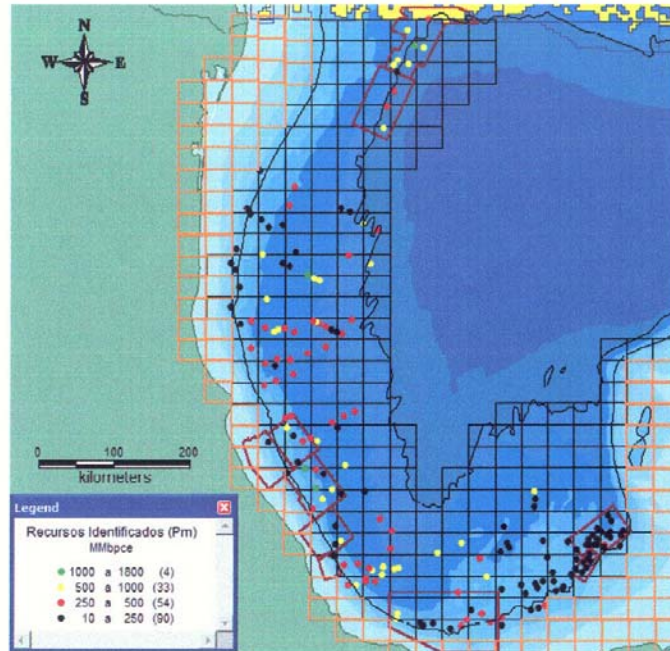 N
W E
S
0 100 200
kilometers
Legend
Recursos Identificados (Pm)
MMbpce
1000 a 1800 (4)
500 a 1000 (33)
250 a 500 (54)
10 a 250 (90)